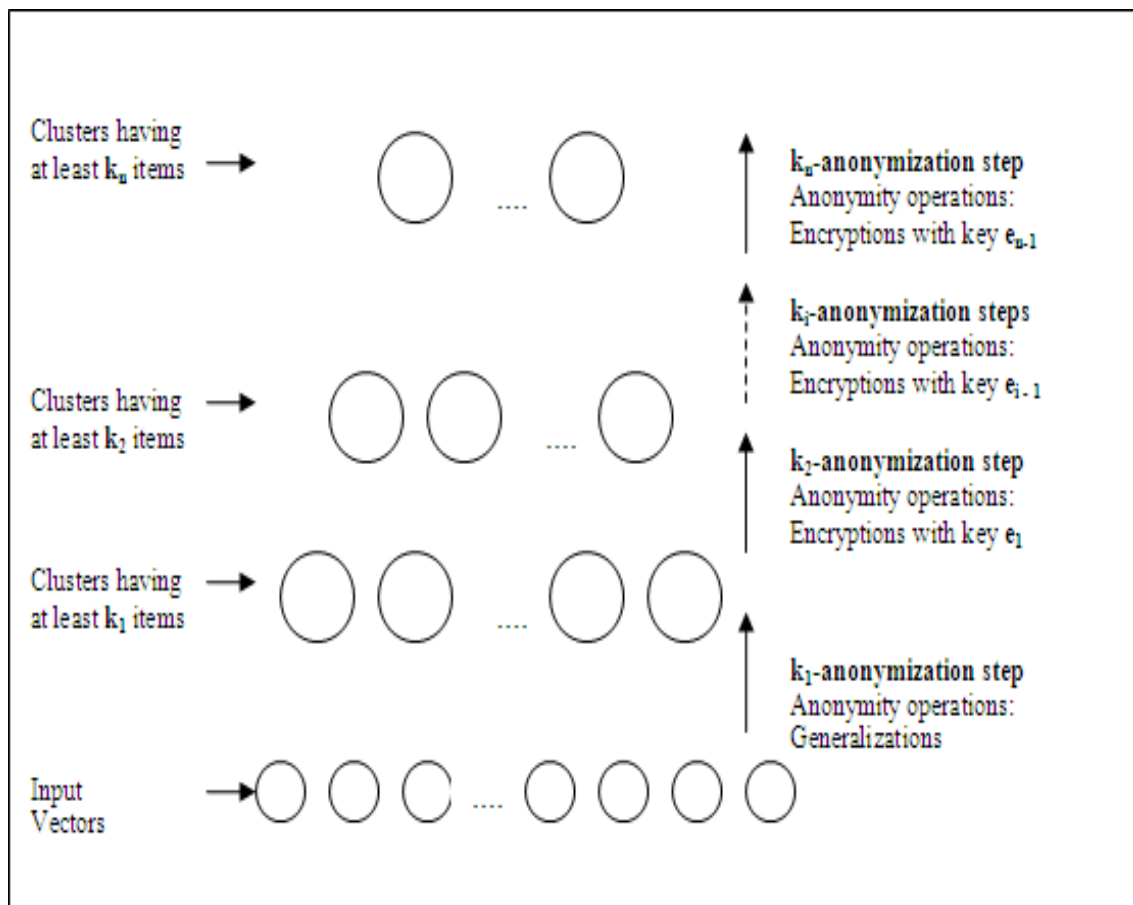 Clusters having
at least kₙ items
....
kₙ-anonymization step
Anonymity operations:
Encryptions with key eₙ₋₁
kᵢ-anonymization steps
Anonymity operations:
Encryptions with key eᵢ₋₁
Clusters having
at least k₂ items
....
k₂-anonymization step
Anonymity operations:
Encryptions with key e₁
Clusters having
at least k₁ items
....
k₁-anonymization step
Anonymity operations:
Generalizations
Input
Vectors
....